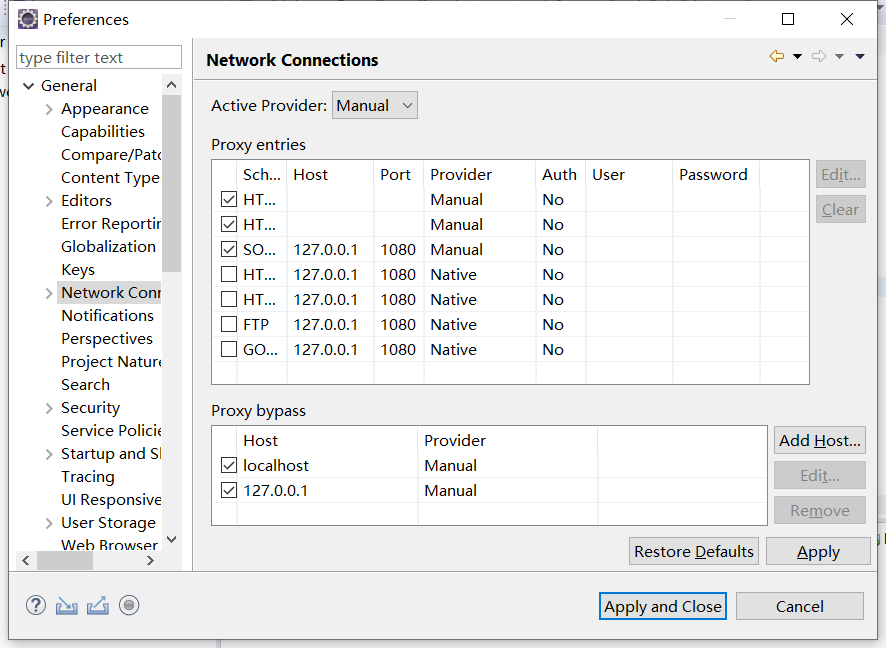 Preferences
type filter text
General
Appearance
Capabilities
Compare/Patc
Content Type
Editors
Error Reportin
Globalization
Keys
Network Conn
Notifications
Perspectives
Project Nature
Search
Security
Service Policie
Startup and Sh
Tracing
UI Responsive
User Storage
Web Browser
Network Connections
Active Provider: Manual
Proxy entries
Sch... Host Port Provider Auth User Password
HT... Manual No
HT... Manual No
SO... 127.0.0.1 1080 Manual No
HT... 127.0.0.1 1080 Native No
HT... 127.0.0.1 1080 Native No
FTP 127.0.0.1 1080 Native No
GO... 127.0.0.1 1080 Native No
Edit...
Clear
Proxy bypass
Host Provider
localhost Manual
127.0.0.1 Manual
Add Host...
Edit...
Remove
Restore Defaults Apply
Apply and Close Cancel